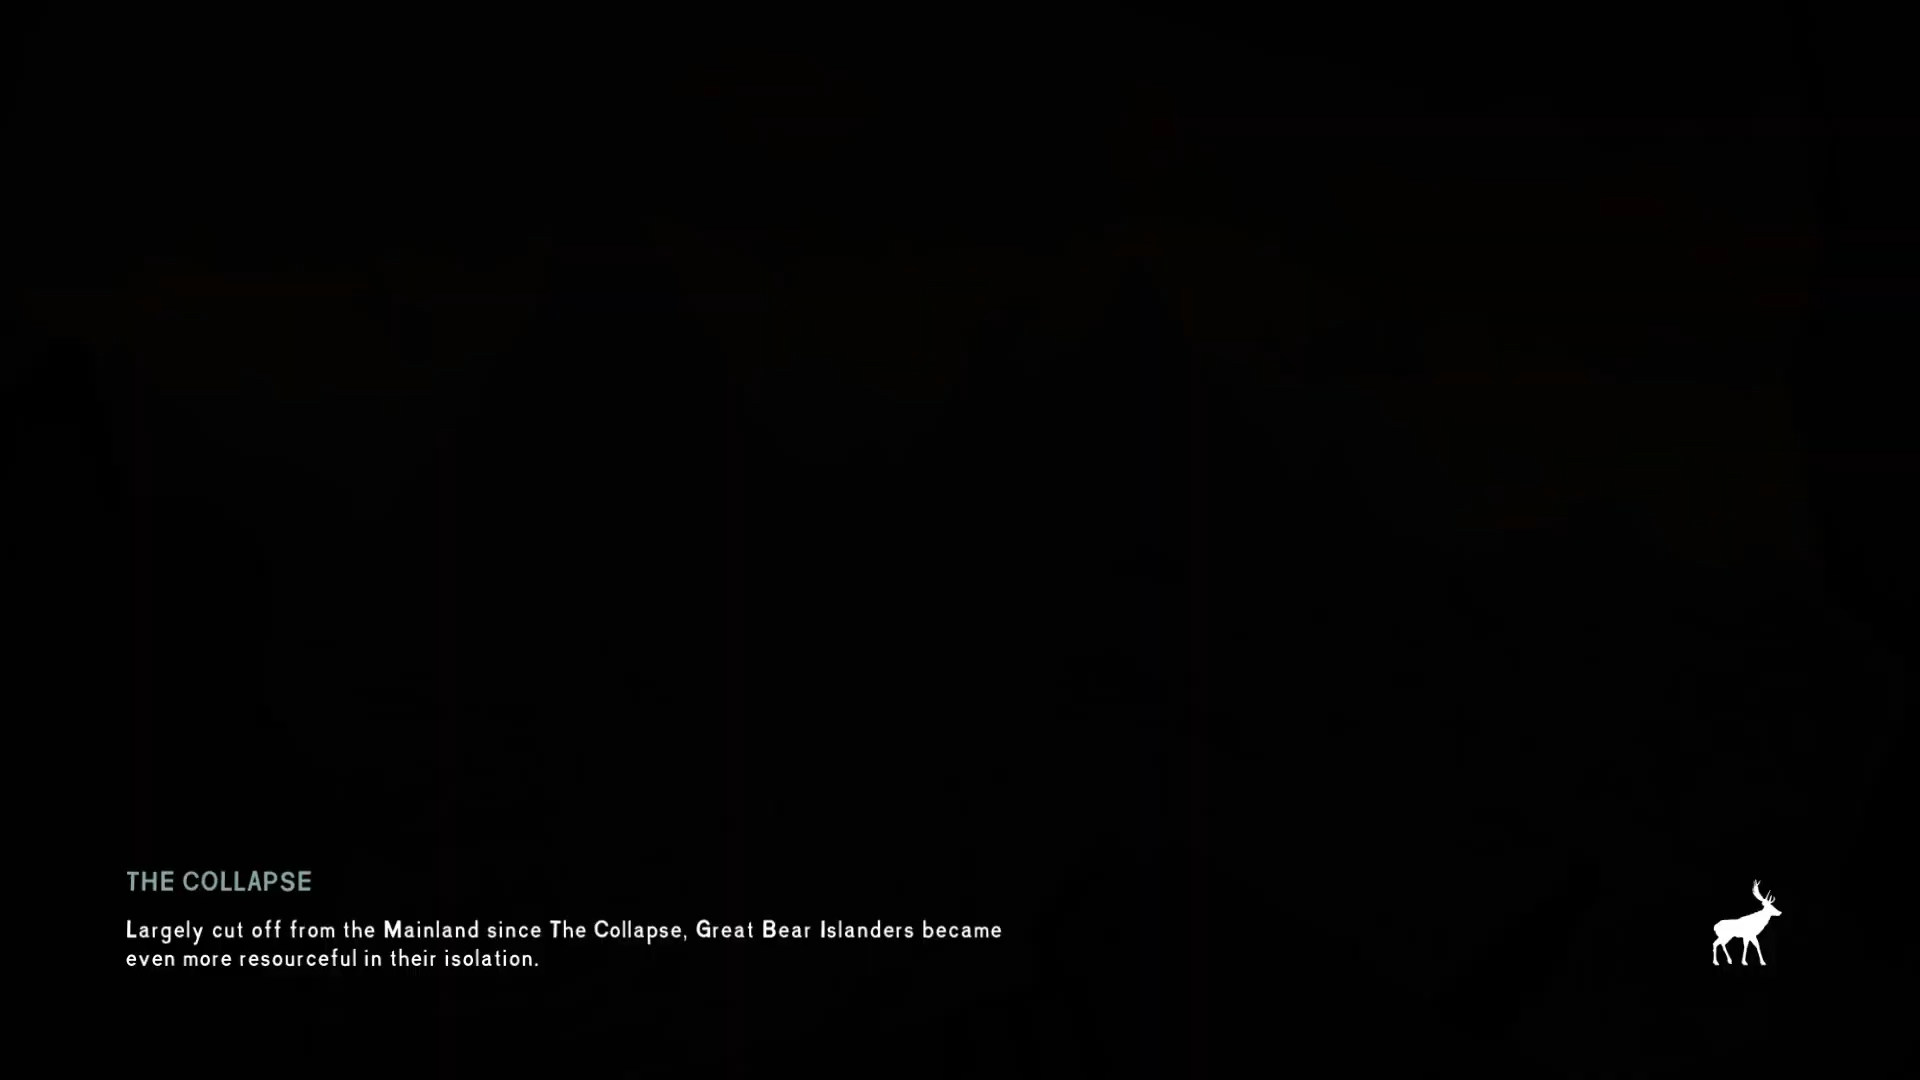 THE COLLAPSE
Largely cut off from the Mainland since The Collapse, Great Bear Islanders became
even more resourceful in their isolation.